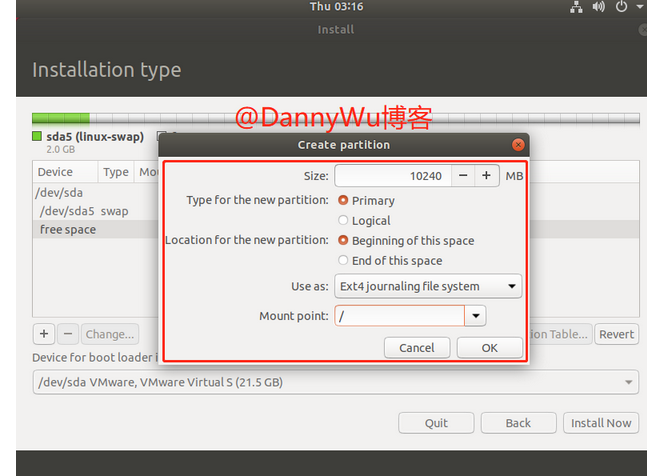 Thu 03:16
Install
Installation type
@DannyWu博客
sda5 (linux-swap)
2.0 GB
Create partition
Device Type
/dev/sda
/dev/sda5 swap
free space
Size: 10240 MB
Type for the new partition: Primary
Logical
Location for the new partition: Beginning of this space
End of this space
Use as: Ext4 journaling file system
Mount point: /
Cancel OK
+ − Change... Table... Revert
Device for boot loader
/dev/sda VMware, VMware Virtual S (21.5 GB)
Quit Back Install Now